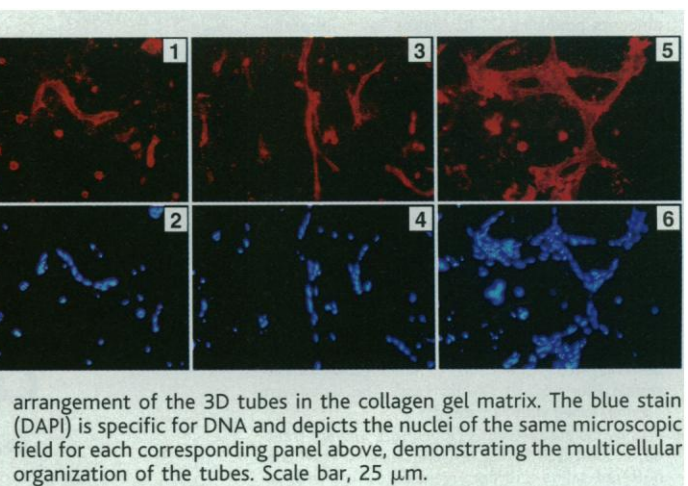 1 3 5
2 4 6
arrangement of the 3D tubes in the collagen gel matrix. The blue stain
(DAPI) is specific for DNA and depicts the nuclei of the same microscopic
field for each corresponding panel above, demonstrating the multicellular
organization of the tubes. Scale bar, 25 μm.